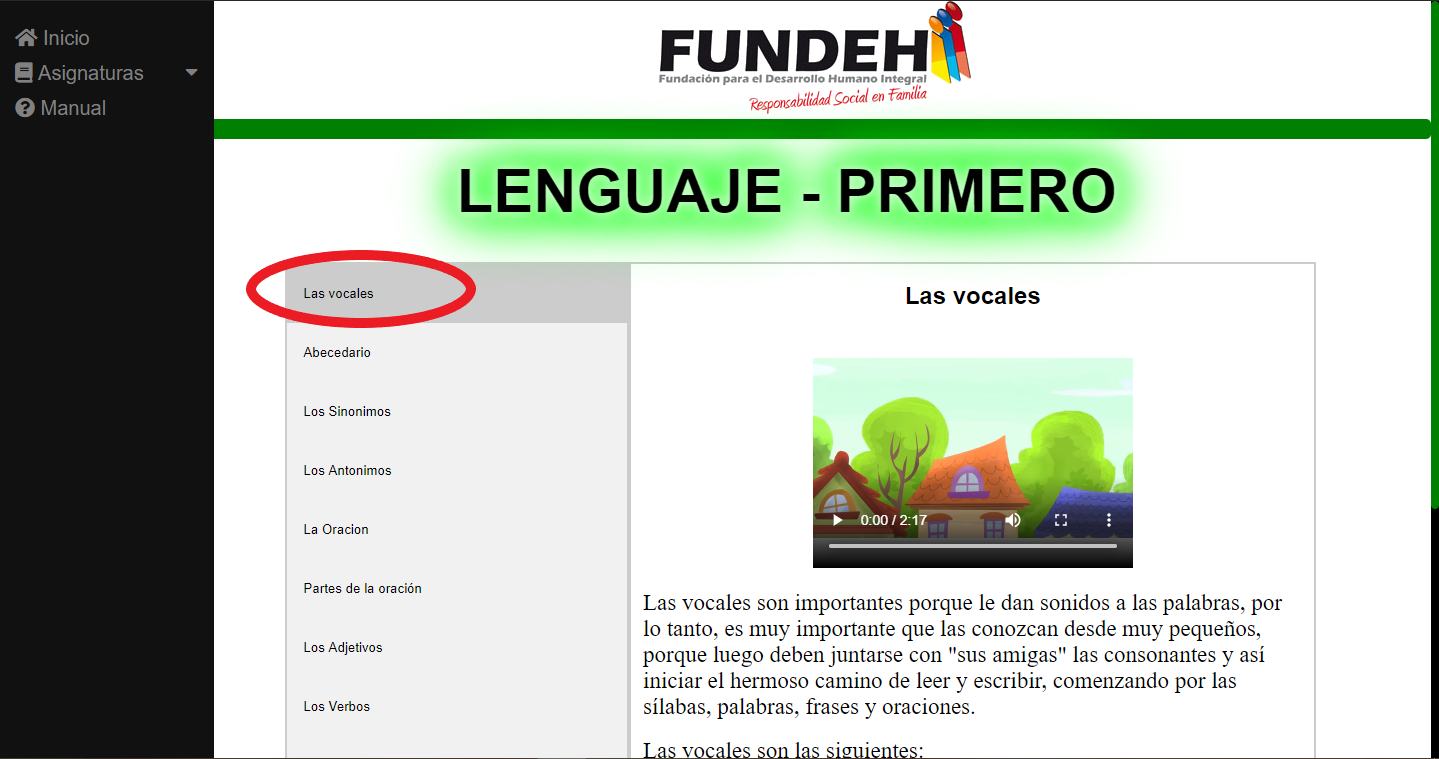 Inicio
Asignaturas
Manual
FUNDEHI
Fundación para el Desarrollo Humano Integral
Responsabilidad Social en Familia
LENGUAJE - PRIMERO
Las vocales
Abecedario
Los Sinonimos
Los Antonimos
La Oracion
Partes de la oración
Los Adjetivos
Los Verbos
Las vocales
0:00 / 2:17
Las vocales son importantes porque le dan sonidos a las palabras, por
lo tanto, es muy importante que las conozcan desde muy pequeños,
porque luego deben juntarse con "sus amigas" las consonantes y así
iniciar el hermoso camino de leer y escribir, comenzando por las
sílabas, palabras, frases y oraciones.
Las vocales son las siguientes: